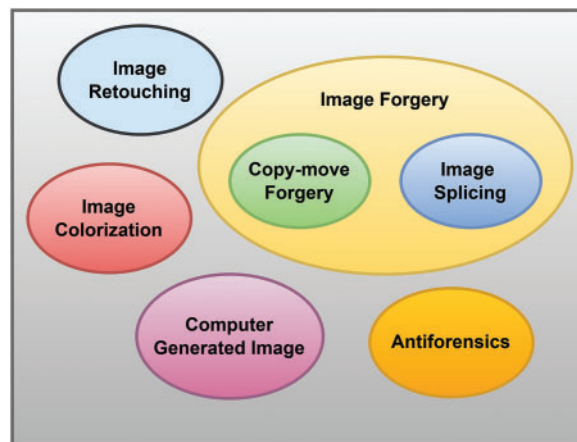 Image
Retouching
Image Forgery
Copy-move
Forgery
Image
Splicing
Image
Colorization
Computer
Generated Image
Antiforensics